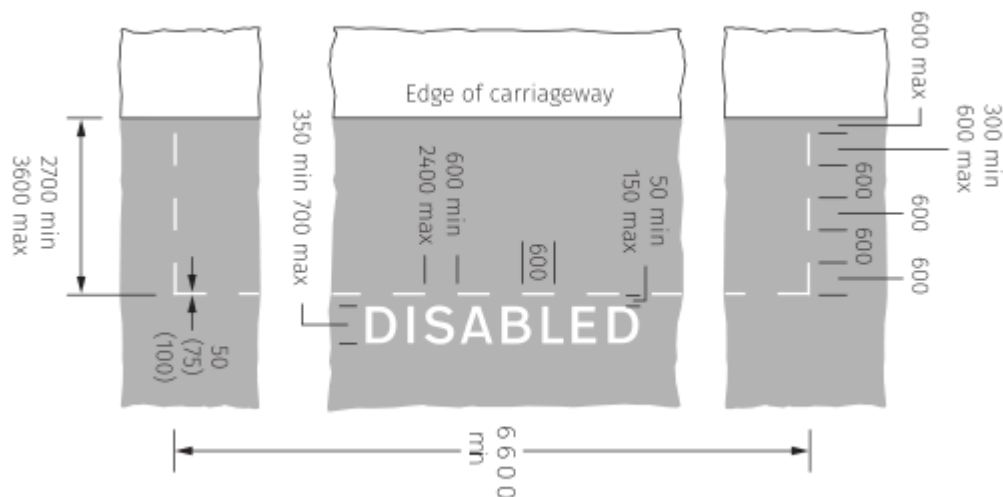 Edge of carriageway
600 max
300 min
600 max
600
600
600
600
2700 min
3600 max
350 min 700 max
600 min
2400 max
600
50 min
150 max
DISABLED
50
(75)
(100)
6600
min